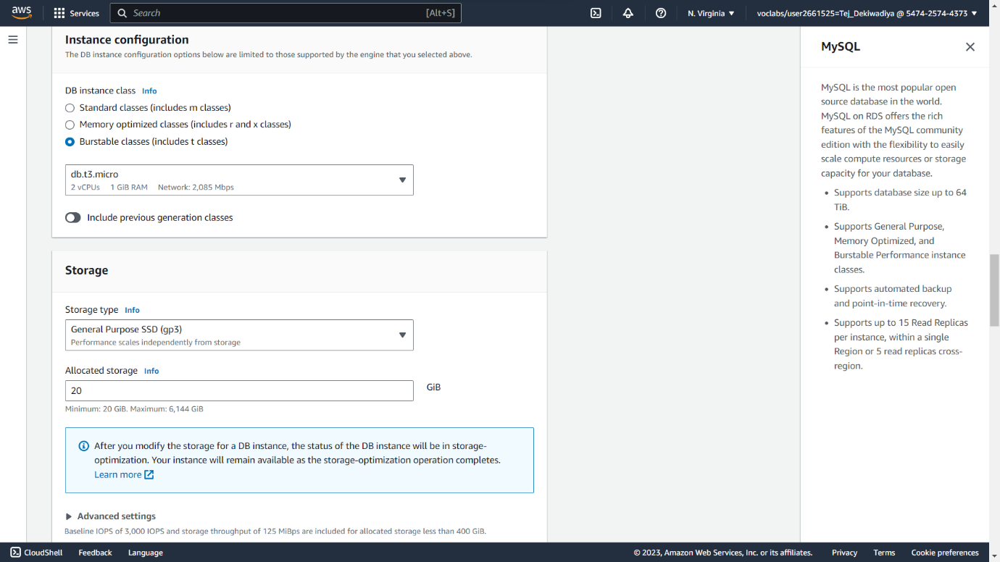 aws
Services
Search
[Alt+S]
N. Virginia
voclabs/user2661525=Tej_Dekiwadiya @ 5474-2574-4373
Instance configuration
The DB instance configuration options below are limited to those supported by the engine that you selected above.
DB instance class Info
Standard classes (includes m classes)
Memory optimized classes (includes r and x classes)
Burstable classes (includes t classes)
db.t3.micro
2 vCPUs 1 GiB RAM Network: 2,085 Mbps
Include previous generation classes
Storage
Storage type Info
General Purpose SSD (gp3)
Performance scales independently from storage
Allocated storage Info
20
GiB
Minimum: 20 GiB. Maximum: 6,144 GiB
After you modify the storage for a DB instance, the status of the DB instance will be in storage-
optimization. Your instance will remain available as the storage-optimization operation completes.
Learn more
Advanced settings
Baseline IOPS of 3,000 IOPS and storage throughput of 125 MiBps are included for allocated storage less than 400 GiB.
MySQL
MySQL is the most popular open
source database in the world.
MySQL on RDS offers the rich
features of the MySQL community
edition with the flexibility to easily
scale compute resources or storage
capacity for your database.
• Supports database size up to 64
TiB.
• Supports General Purpose,
Memory Optimized, and
Burstable Performance instance
classes.
• Supports automated backup
and point-in-time recovery.
• Supports up to 15 Read Replicas
per instance, within a single
Region or 5 read replicas cross-
region.
CloudShell
Feedback
Language
© 2023, Amazon Web Services, Inc. or its affiliates.
Privacy
Terms
Cookie preferences